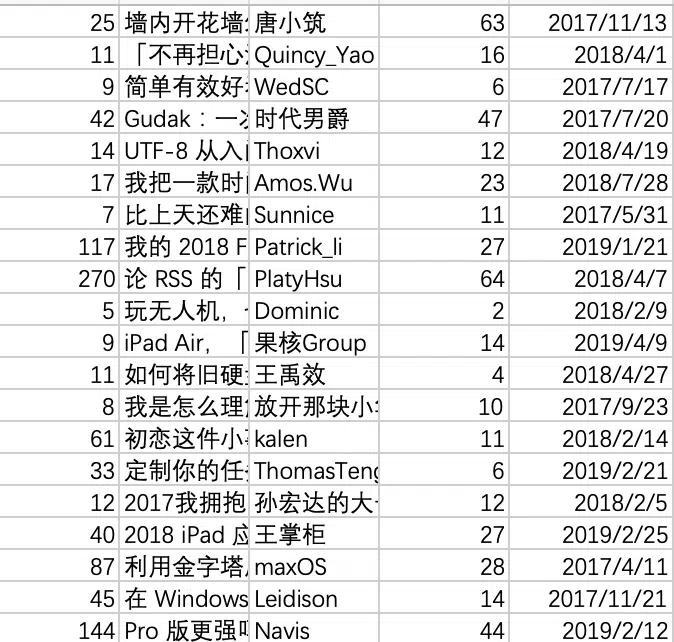 25 墙内开花墙 唐小筑 63 2017/11/13
11 「不再担心 Quincy_Yao 16 2018/4/1
9 简单有效好 WedSC 6 2017/7/17
42 Gudak：一次 时代男爵 47 2017/7/20
14 UTF-8 从入 Thoxvi 12 2018/4/19
17 我把一款时 Amos.Wu 23 2018/7/28
7 比上天还难 Sunnice 11 2017/5/31
117 我的 2018 F Patrick_li 27 2019/1/21
270 论 RSS 的「 PlatyHsu 64 2018/4/7
5 玩无人机， Dominic 2 2018/2/9
9 iPad Air，「 果核Group 14 2019/4/9
11 如何将旧硬 王禹效 4 2018/4/27
8 我是怎么理 放开那块小 10 2017/9/23
61 初恋这件小 kalen 11 2018/2/14
33 定制你的任 ThomasTeng 6 2019/2/21
12 2017我拥抱 孙宏达的大 12 2018/2/5
40 2018 iPad 应 王掌柜 27 2019/2/25
87 利用金字塔 maxOS 28 2017/4/11
45 在 Windows Leidison 14 2017/11/21
144 Pro 版更强 Navis 44 2019/2/12